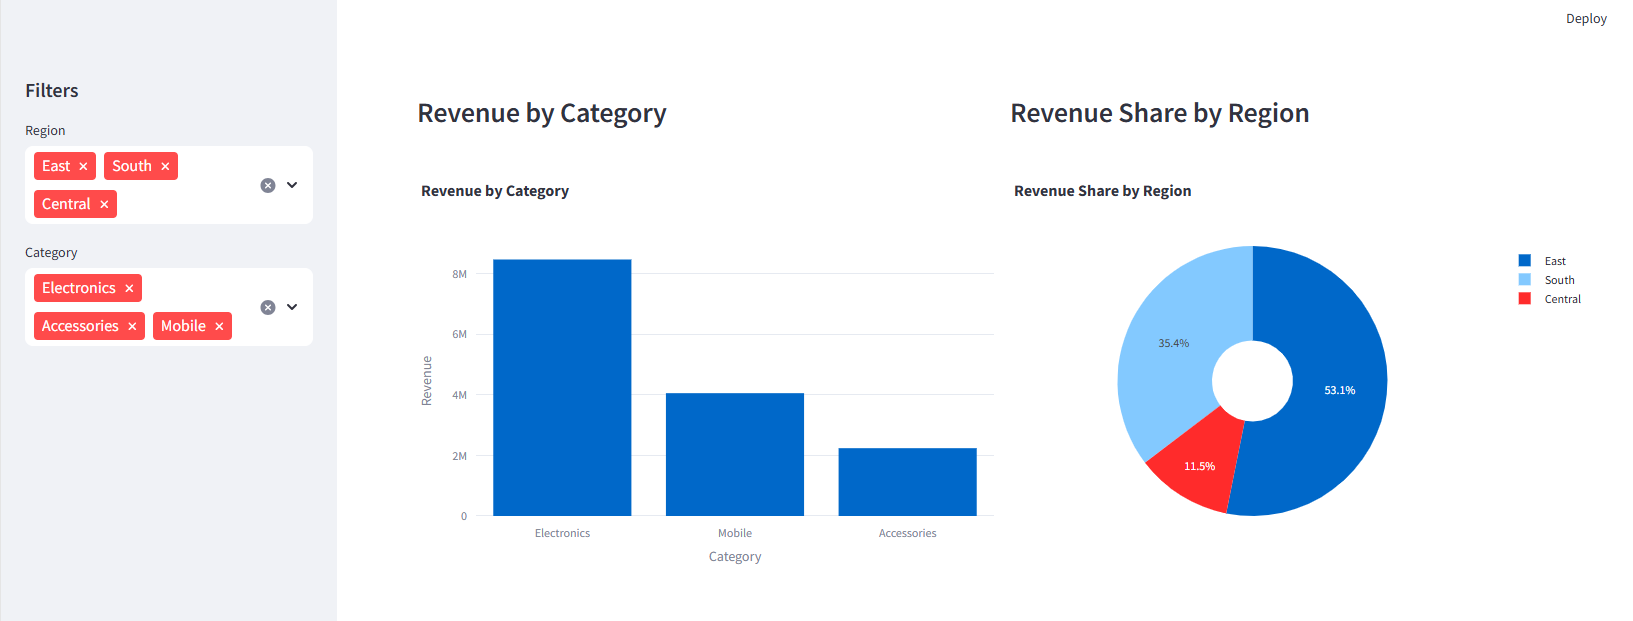 Deploy
Filters
Region
East × South ×
Central ×
Category
Electronics ×
Accessories × Mobile ×
Revenue by Category
Revenue by Category
8M
6M
4M
2M
0
Revenue
Electronics Mobile Accessories
Category
Revenue Share by Region
Revenue Share by Region
35.4%
53.1%
11.5%
East
South
Central